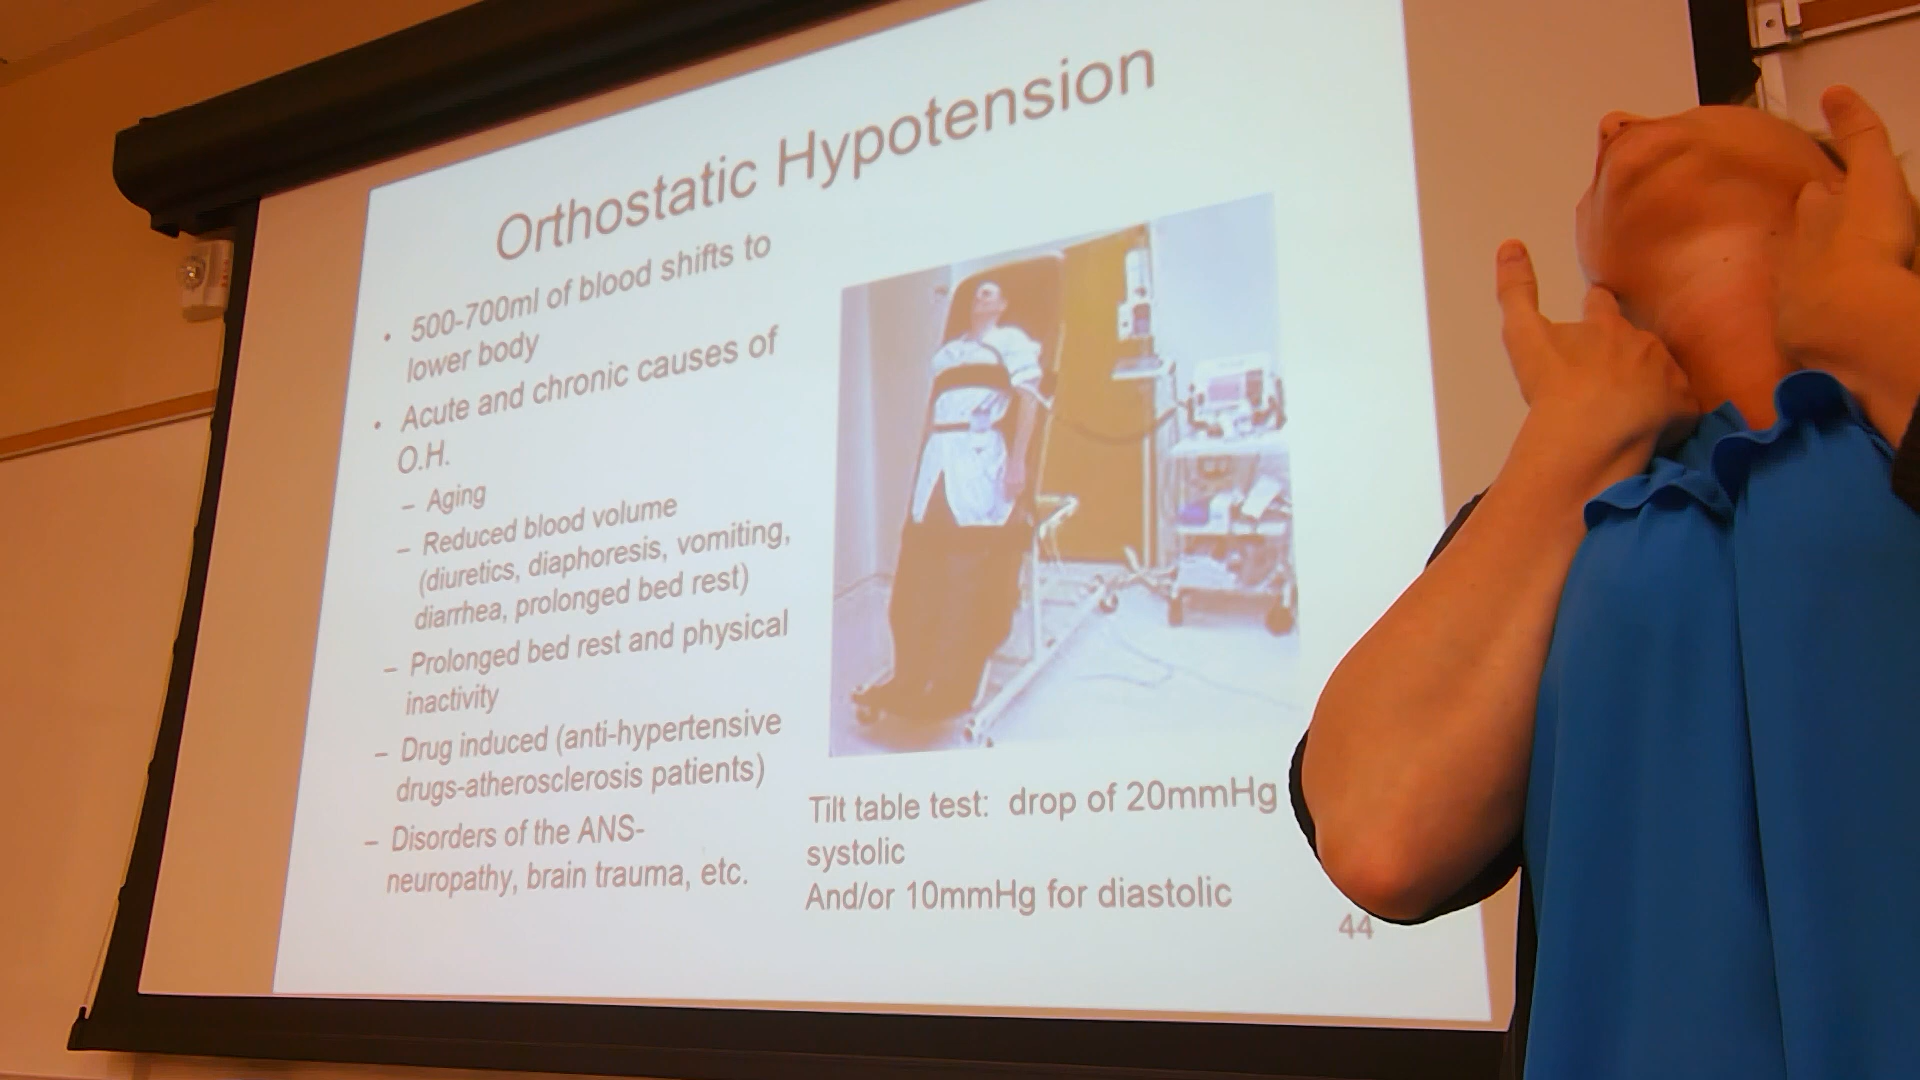 Orthostatic Hypotension
• 500-700ml of blood shifts to
lower body
• Acute and chronic causes of
O.H.
– Aging
– Reduced blood volume
(diuretics, diaphoresis, vomiting,
diarrhea, prolonged bed rest)
– Prolonged bed rest and physical
inactivity
– Drug induced (anti-hypertensive
drugs-atherosclerosis patients)
– Disorders of the ANS-
neuropathy, brain trauma, etc.
Tilt table test: drop of 20mmHg
systolic
And/or 10mmHg for diastolic
44